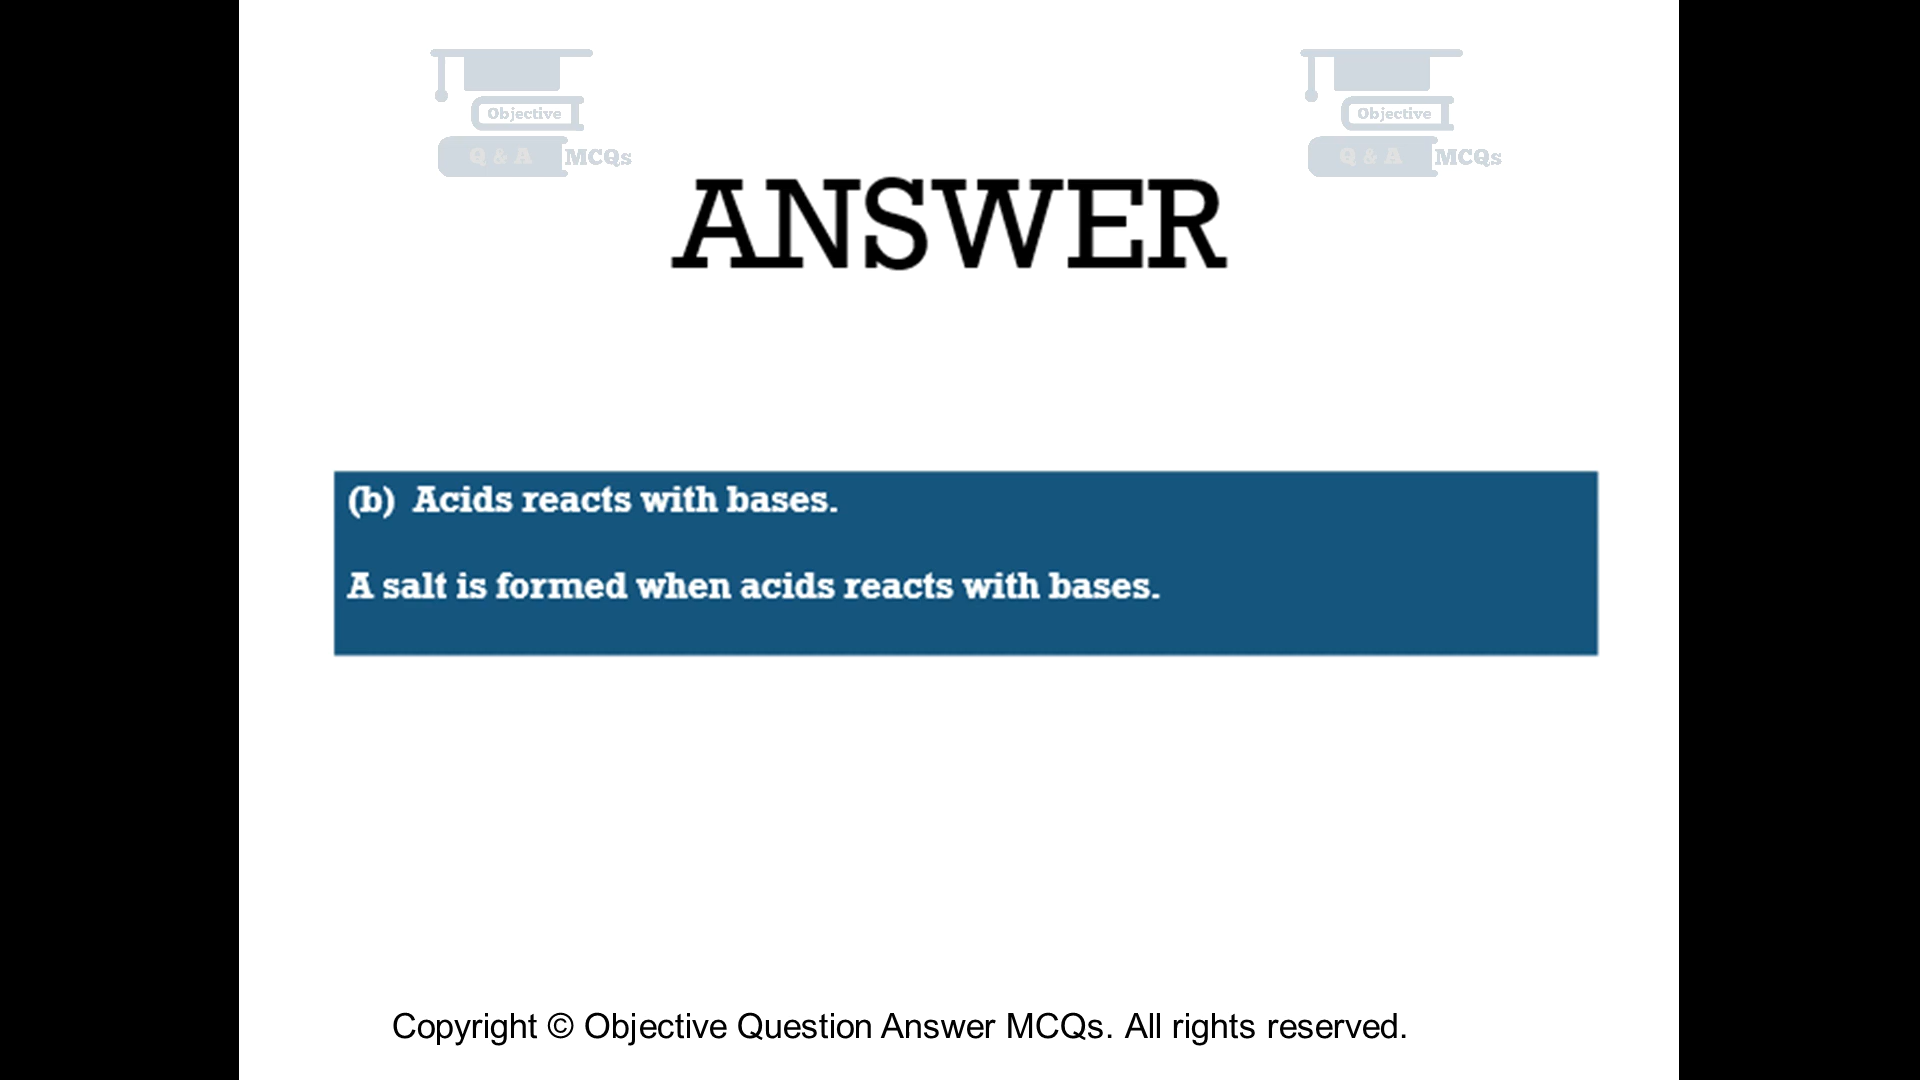 Objective
Q & A MCQs
Objective
Q & A MCQs
ANSWER
(b) Acids reacts with bases.
A salt is formed when acids reacts with bases.
Copyright © Objective Question Answer MCQs. All rights reserved.